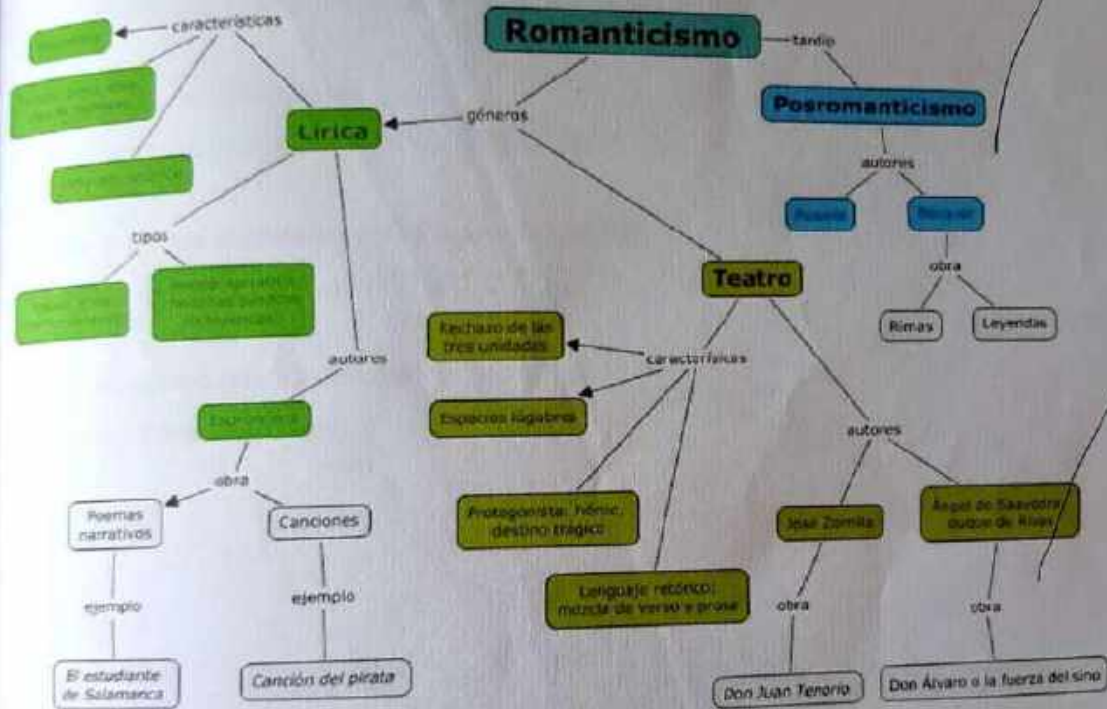 Romanticismo
características
tardío
Posromanticismo
géneros
Lírica
autores
tipos
obra
Teatro
Rimas
Leyendas
Rechazo de las
tres unidades
características
autores
Espacios lúgubres
autores
Espronceda
obra
Poemas
narrativos
Canciones
Protagonista: héroe,
destino trágico
José Zorrilla
Ángel de Saavedra,
duque de Rivas
ejemplo
ejemplo
Lenguaje retórico;
mezcla de verso y prosa
obra
obra
El estudiante
de Salamanca
Canción del pirata
Don Juan Tenorio
Don Álvaro o la fuerza del sino